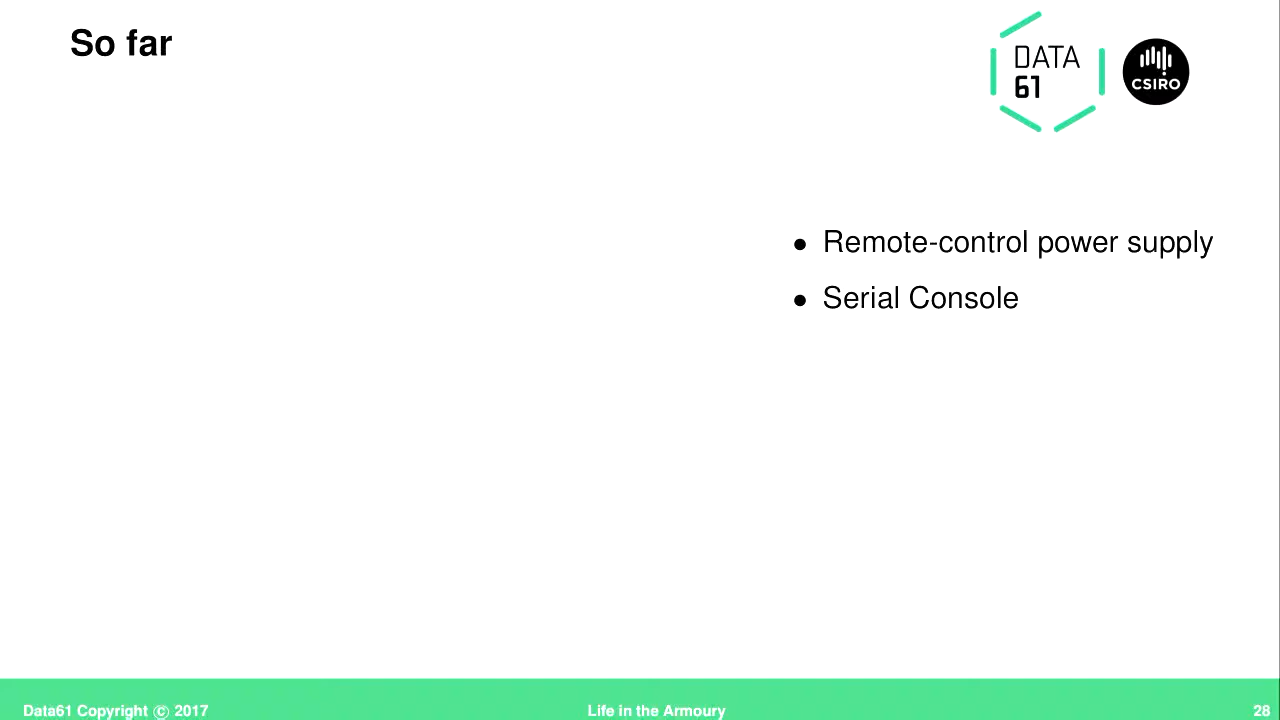 So far
DATA
61
CSIRO
• Remote-control power supply
• Serial Console
Data61 Copyright © 2017
Life in the Armoury
28